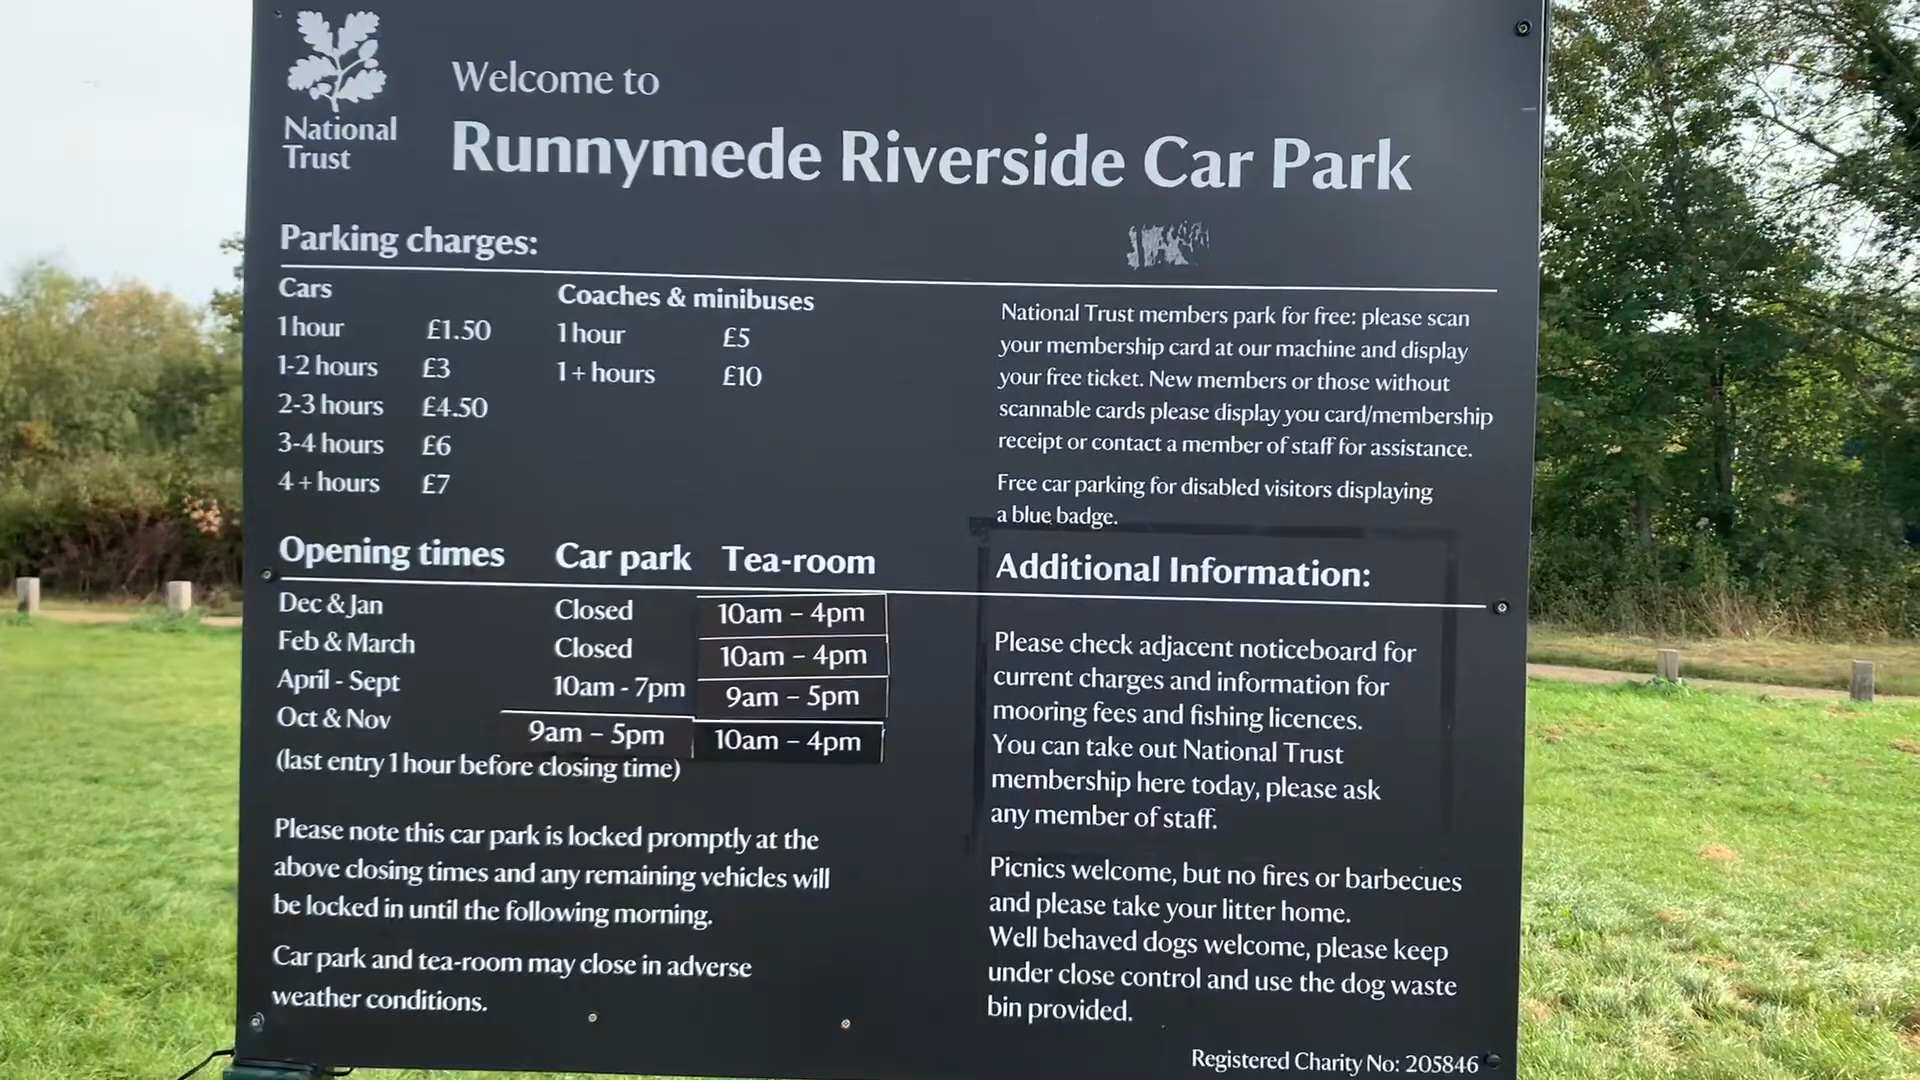 National
Trust
Welcome to
Runnymede Riverside Car Park
Parking charges:
Cars
1 hour £1.50
1-2 hours £3
2-3 hours £4.50
3-4 hours £6
4 + hours £7
Coaches & minibuses
1 hour £5
1 + hours £10
National Trust members park for free: please scan
your membership card at our machine and display
your free ticket. New members or those without
scannable cards please display you card/membership
receipt or contact a member of staff for assistance.
Free car parking for disabled visitors displaying
a blue badge.
Opening times Car park Tea-room
Dec & Jan Closed 10am – 4pm
Feb & March Closed 10am – 4pm
April - Sept 10am - 7pm 9am – 5pm
Oct & Nov 9am – 5pm 10am – 4pm
(last entry 1 hour before closing time)
Please note this car park is locked promptly at the
above closing times and any remaining vehicles will
be locked in until the following morning.
Car park and tea-room may close in adverse
weather conditions.
Additional Information:
Please check adjacent noticeboard for
current charges and information for
mooring fees and fishing licences.
You can take out National Trust
membership here today, please ask
any member of staff.
Picnics welcome, but no fires or barbecues
and please take your litter home.
Well behaved dogs welcome, please keep
under close control and use the dog waste
bin provided.
Registered Charity No: 205846